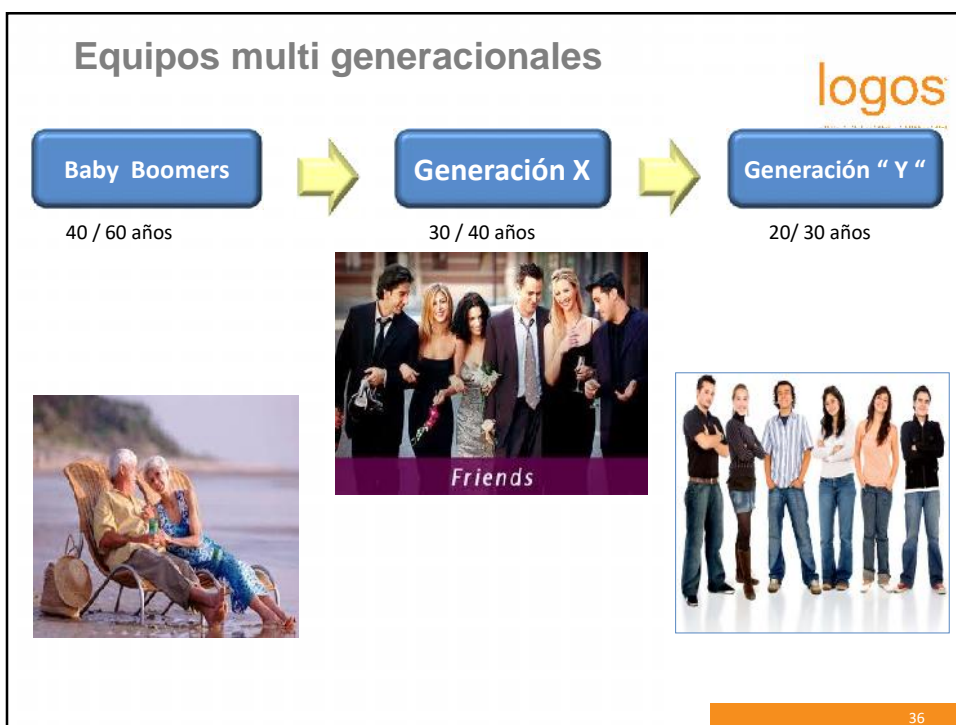 Equipos multi generacionales
logos
Baby Boomers
Generación X
Generación “ Y “
40 / 60 años
30 / 40 años
20/ 30 años
Friends
36